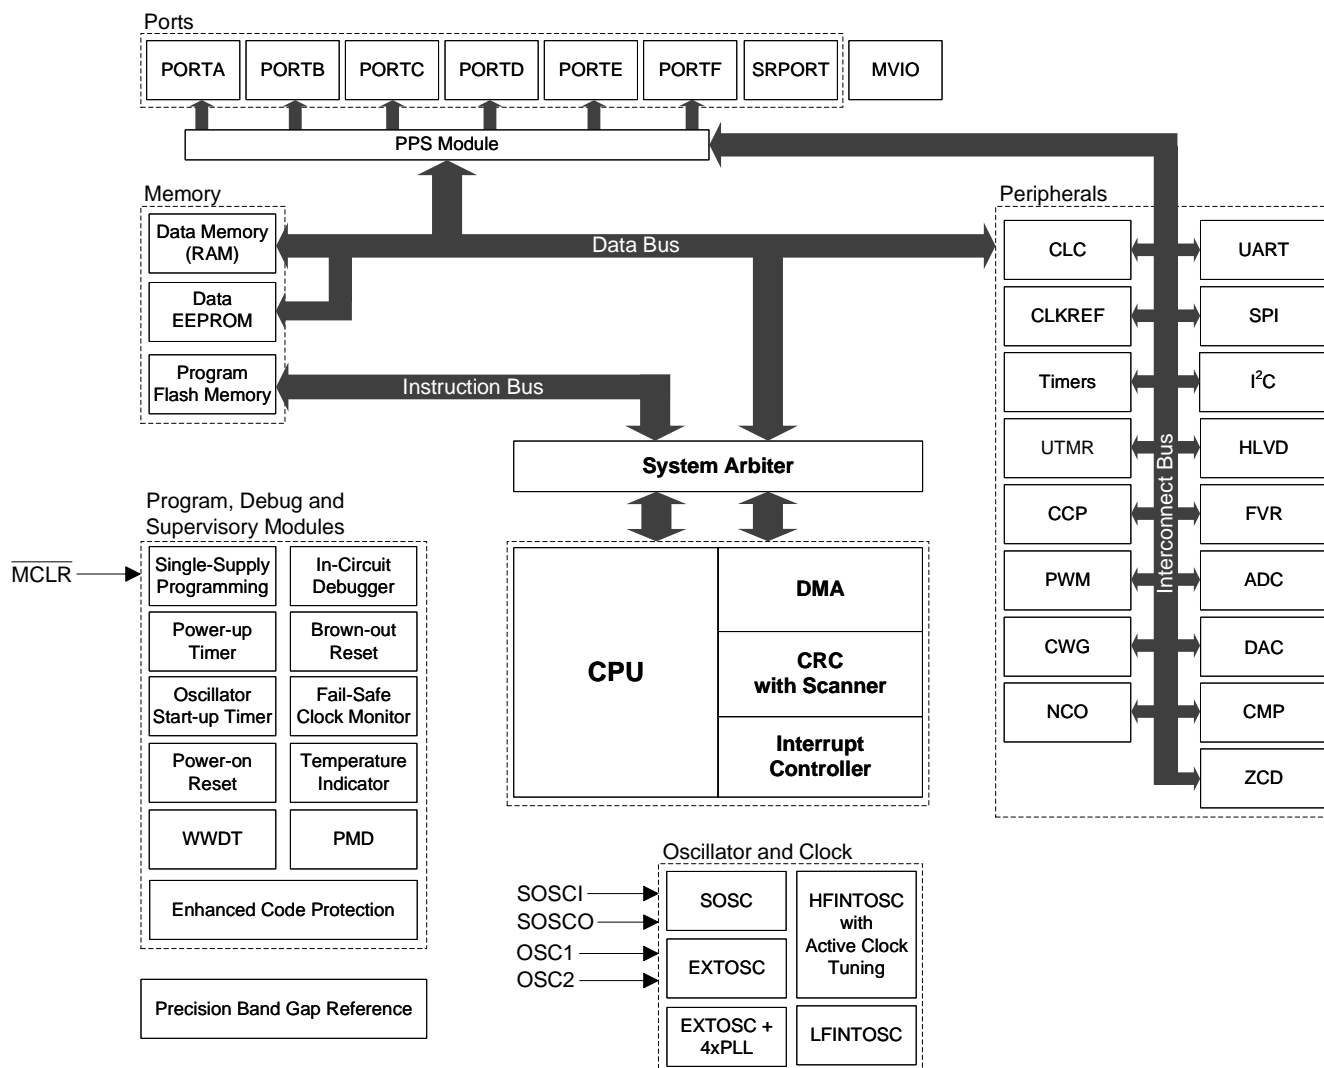 Ports
PORTA
PORTB
PORTC
PORTD
PORTE
PORTF
SRPORT
MVIO
PPS Module
Memory
Data Memory
(RAM)
Data
EEPROM
Program
Flash Memory
Data Bus
Instruction Bus
System Arbiter
CPU
DMA
CRC
with Scanner
Interrupt
Controller
Peripherals
CLC
UART
CLKREF
SPI
Timers
I²C
UTMR
HLVD
CCP
FVR
PWM
ADC
CWG
DAC
NCO
CMP
ZCD
Interconnect Bus
Program, Debug and
Supervisory Modules
MCLR
Single-Supply
Programming
In-Circuit
Debugger
Power-up
Timer
Brown-out
Reset
Oscillator
Start-up Timer
Fail-Safe
Clock Monitor
Power-on
Reset
Temperature
Indicator
WWDT
PMD
Enhanced Code Protection
Precision Band Gap Reference
Oscillator and Clock
SOSCI
SOSCO
OSC1
OSC2
SOSC
HFINTOSC
with
Active Clock
Tuning
EXTOSC
EXTOSC +
4xPLL
LFINTOSC